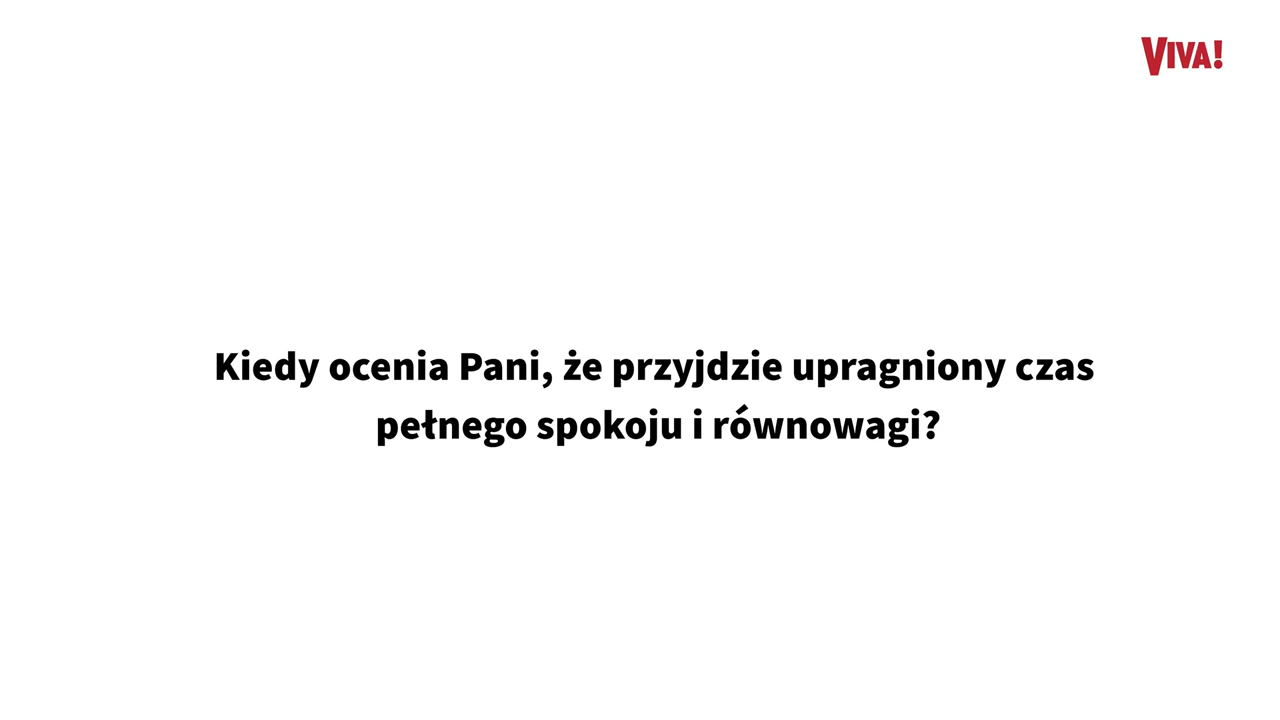 VIVA!
Kiedy ocenia Pani, że przyjdzie upragniony czas
pełnego spokoju i równowagi?